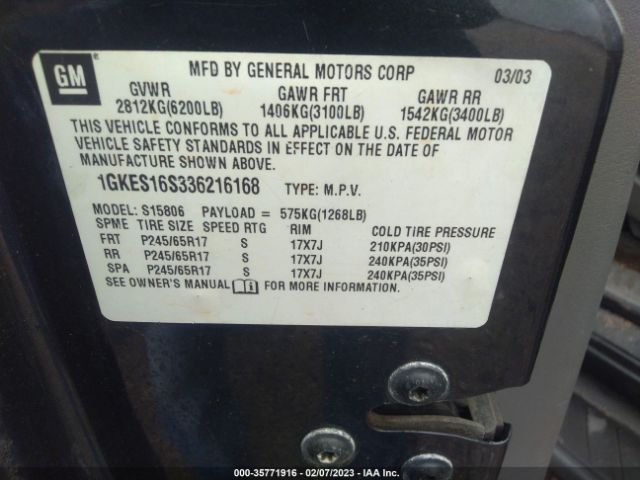 GM
MFD BY GENERAL MOTORS CORP 03/03
GVWR GAWR FRT GAWR RR
2812KG(6200LB) 1406KG(3100LB) 1542KG(3400LB)
THIS VEHICLE CONFORMS TO ALL APPLICABLE U.S. FEDERAL MOTOR
VEHICLE SAFETY STANDARDS IN EFFECT ON THE DATE OF
MANUFACTURE SHOWN ABOVE.
1GKES16S336216168 TYPE: M.P.V.
MODEL: S15806 PAYLOAD = 575KG(1268LB)
SPME TIRE SIZE SPEED RTG RIM COLD TIRE PRESSURE
FRT P245/65R17 S 17X7J 210KPA(30PSI)
RR P245/65R17 S 17X7J 240KPA(35PSI)
SPA P245/65R17 S 17X7J 240KPA(35PSI)
SEE OWNER'S MANUAL FOR MORE INFORMATION.
000-35771916 - 02/07/2023 - IAA Inc.